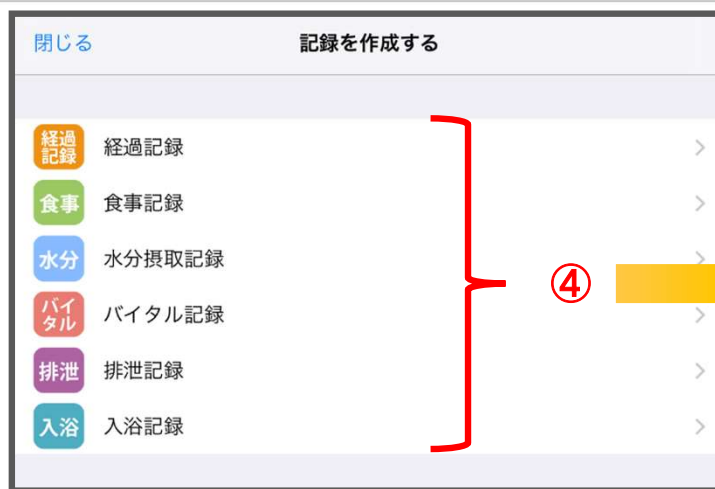 閉じる 記録を作成する
経過記録 経過記録
食事 食事記録
水分 水分摂取記録
④
バイタル バイタル記録
排泄 排泄記録
入浴 入浴記録